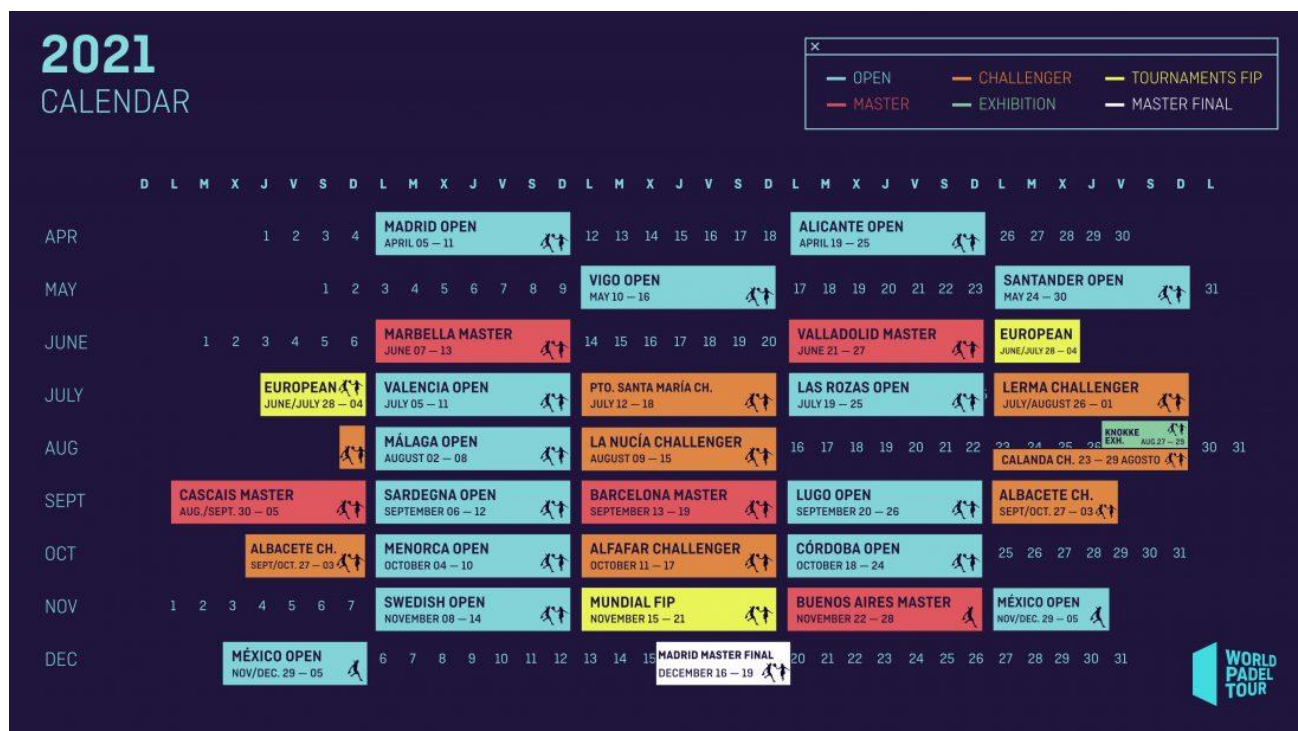 2021
CALENDAR
X
OPEN CHALLENGER TOURNAMENTS FIP
MASTER EXHIBITION MASTER FINAL
D L M X J V S D L M X J V S D L M X J V S D L M X J V S D L M X J V S D L
APR 1 2 3 4 MADRID OPEN 12 13 14 15 16 17 18 ALICANTE OPEN 26 27 28 29 30
APRIL 05 — 11 APRIL 19 — 25
MAY 1 2 3 4 5 6 7 8 9 VIGO OPEN 17 18 19 20 21 22 23 SANTANDER OPEN 31
MAY 10 — 16 MAY 24 — 30
JUNE 1 2 3 4 5 6 MARBELLA MASTER 14 15 16 17 18 19 20 VALLADOLID MASTER EUROPEAN
JUNE 07 — 13 JUNE 21 — 27 JUNE/JULY 28 — 04
JULY EUROPEAN VALENCIA OPEN PTO. SANTA MARÍA CH. LAS ROZAS OPEN LERMA CHALLENGER
JUNE/JULY 28 — 04 JULY 05 — 11 JULY 12 — 18 JULY 19 — 25 JULY/AUGUST 26 — 01
AUG MÁLAGA OPEN LA NUCÍA CHALLENGER 16 17 18 19 20 21 22 23 24 25 26 KNOKKE EXH. AUG 27 — 29 30 31
AUGUST 02 — 08 AUGUST 09 — 15 CALANDA CH. 23 — 29 AGOSTO
SEPT CASCAIS MASTER SARDEGNA OPEN BARCELONA MASTER LUGO OPEN ALBACETE CH.
AUG./SEPT. 30 — 05 SEPTEMBER 06 — 12 SEPTEMBER 13 — 19 SEPTEMBER 20 — 26 SEPT/OCT. 27 — 03
OCT ALBACETE CH. MENORCA OPEN ALFAFAR CHALLENGER CÓRDOBA OPEN 25 26 27 28 29 30 31
SEPT/OCT. 27 — 03 OCTOBER 04 — 10 OCTOBER 11 — 17 OCTOBER 18 — 24
NOV 1 2 3 4 5 6 7 SWEDISH OPEN MUNDIAL FIP BUENOS AIRES MASTER MÉXICO OPEN
NOVEMBER 08 — 14 NOVEMBER 15 — 21 NOVEMBER 22 — 28 NOV/DEC. 29 — 05
DEC MÉXICO OPEN 6 7 8 9 10 11 12 13 14 15 MADRID MASTER FINAL 20 21 22 23 24 25 26 27 28 29 30 31
NOV/DEC. 29 — 05 DECEMBER 16 — 19
WORLD
PADEL
TOUR